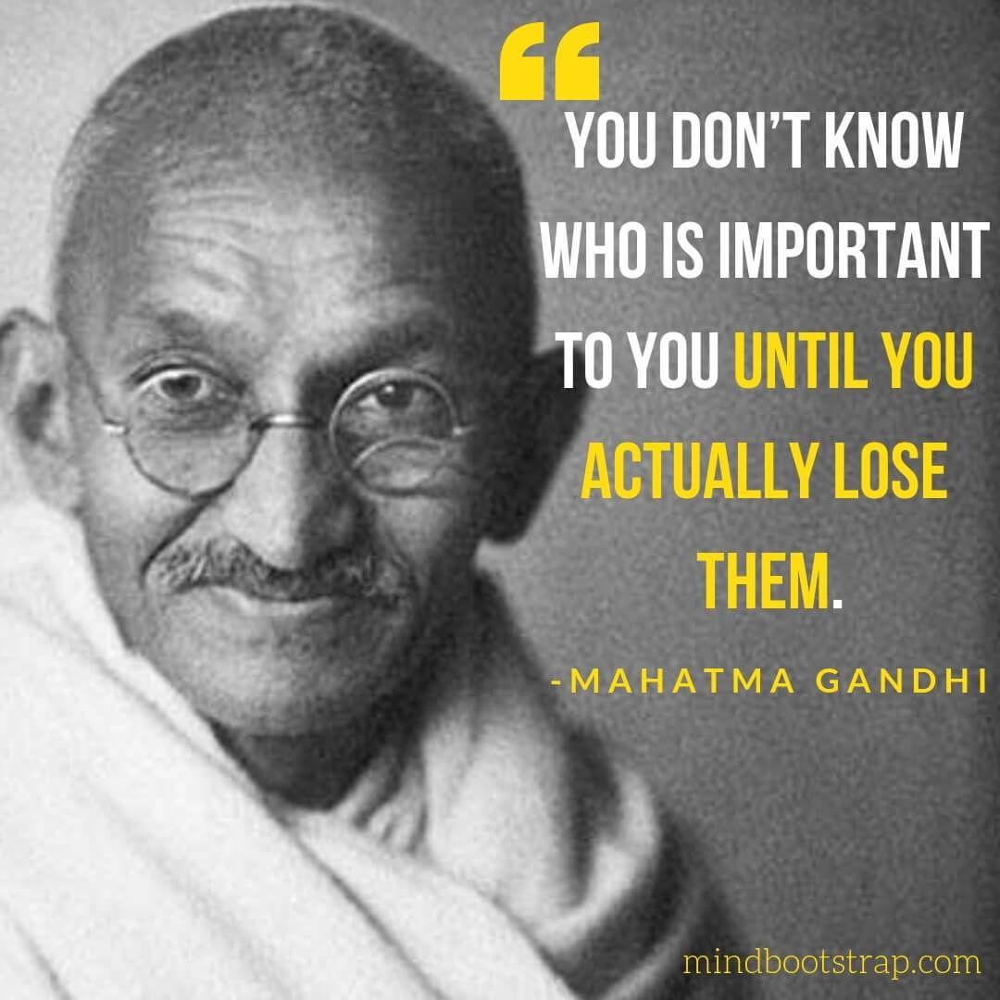 “
YOU DON’T KNOW
WHO IS IMPORTANT
TO YOU UNTIL YOU
ACTUALLY LOSE
THEM.
-MAHATMA GANDHI
mindbootstrap.com